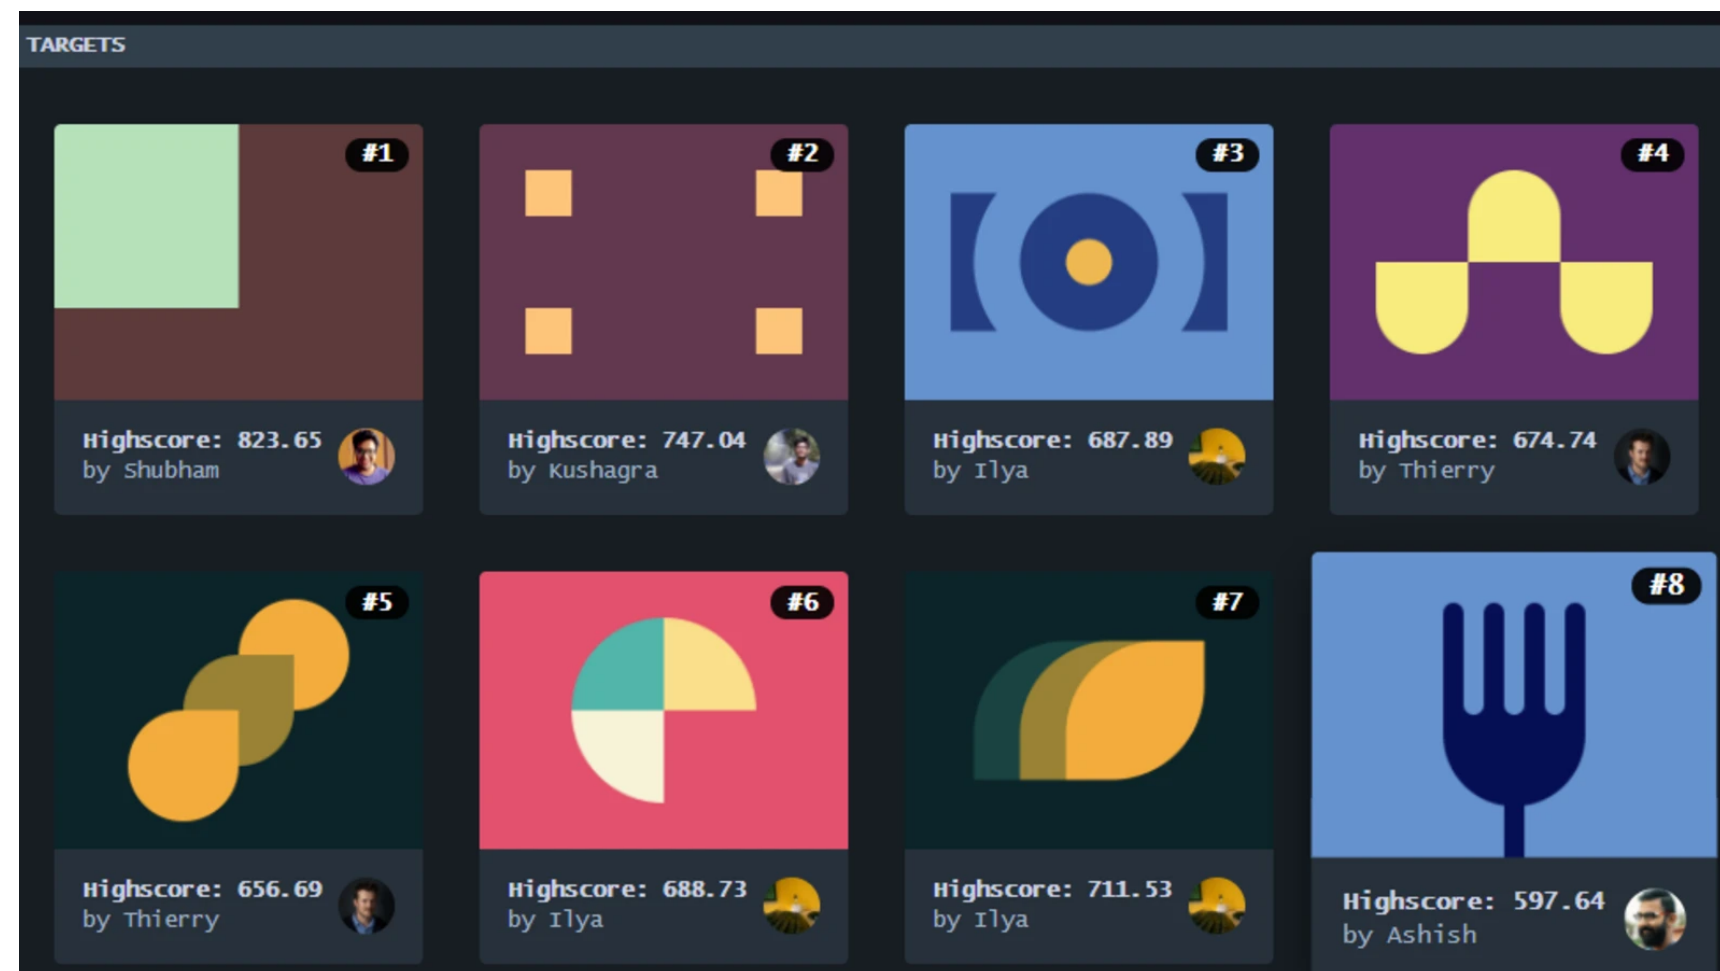 TARGETS
#1
#2
#3
#4
Highscore: 823.65
by Shubham
Highscore: 747.04
by Kushagra
Highscore: 687.89
by Ilya
Highscore: 674.74
by Thierry
#5
#6
#7
#8
Highscore: 656.69
by Thierry
Highscore: 688.73
by Ilya
Highscore: 711.53
by Ilya
Highscore: 597.64
by Ashish